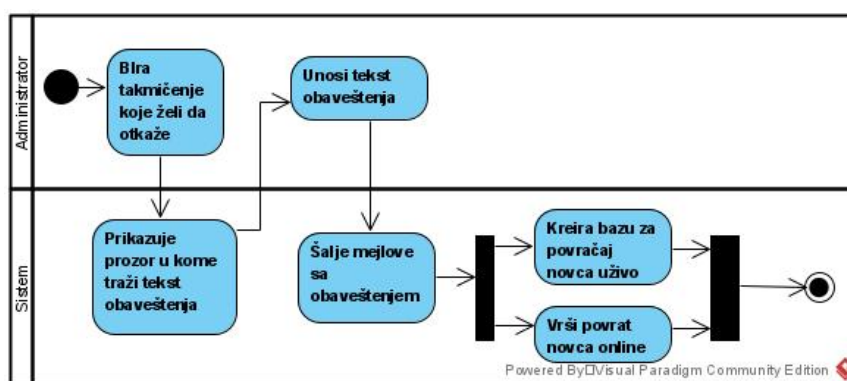 Administrator
BIra
takmičenje
koje želi da
otkaže
Unosi tekst
obaveštenja
Sistem
Prikazuje
prozor u kome
traži tekst
obaveštenja
Šalje mejlove
sa
obaveštenjem
Kreira bazu za
povračaj
novca uživo
Vrši povrat
novca online
Powered By□Visual Paradigm Community Edition